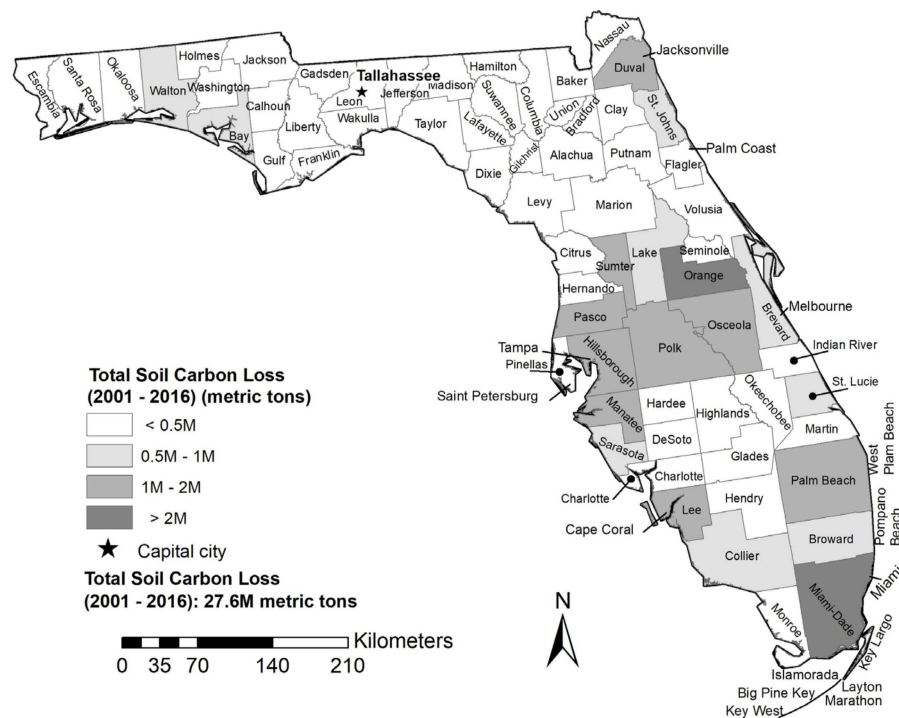 Nassau
Jacksonville
Duval
Holmes
Jackson
Okaloosa
Santa Rosa
Escambia
Walton
Washington
Gadsden
Tallahassee
Leon
Jefferson
Madison
Hamilton
Baker
Suwannee
Columbia
Union
Bradford
Clay
St. Johns
Bay
Calhoun
Liberty
Wakulla
Taylor
Lafayette
Gilchrist
Alachua
Putnam
Palm Coast
Flagler
Gulf
Franklin
Dixie
Levy
Marion
Volusia
Citrus
Sumter
Lake
Seminole
Orange
Hernando
Brevard
Melbourne
Pasco
Osceola
Polk
Tampa
Hillsborough
Indian River
Pinellas
Saint Petersburg
St. Lucie
Okeechobee
Hardee
Highlands
Manatee
Martin
DeSoto
Sarasota
Glades
West
Plam Beach
Palm Beach
Charlotte
Charlotte
Hendry
Lee
Cape Coral
Pompano
Beach
Broward
Collier
Miami
Miami-Dade
Monroe
Key Largo
Islamorada
Layton
Big Pine Key
Marathon
Key West
Total Soil Carbon Loss
(2001 - 2016) (metric tons)
< 0.5M
0.5M - 1M
1M - 2M
> 2M
Capital city
Total Soil Carbon Loss
(2001 - 2016): 27.6M metric tons
Kilometers
0 35 70 140 210
N